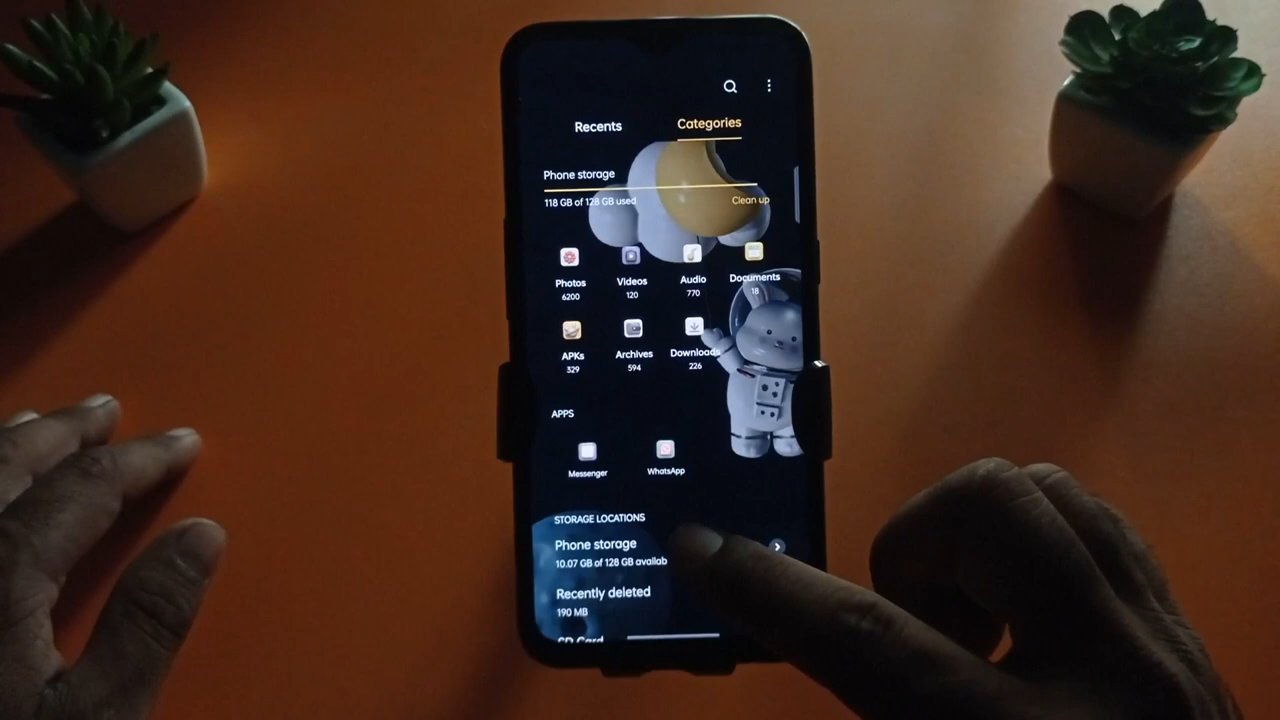 Recents Categories
Phone storage
118 GB of 128 GB used Clean up
Photos Videos Audio Documents
6200 120 770 18
APKs Archives Downloads
329 594 226
APPS
Messenger WhatsApp
STORAGE LOCATIONS
Phone storage
10.07 GB of 128 GB availab
Recently deleted
190 MB
SD Card